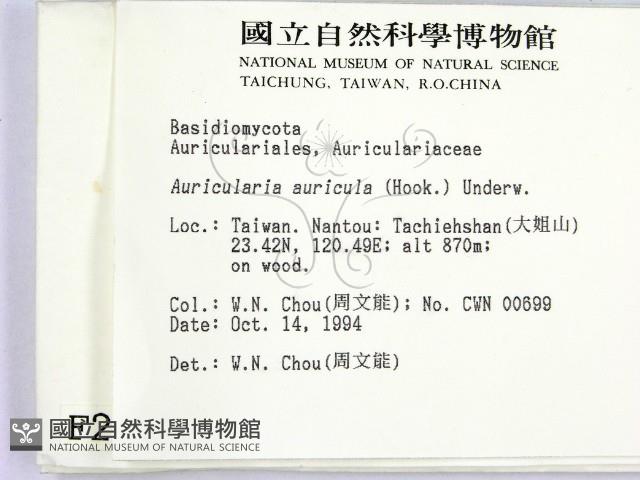 國立自然科學博物館
NATIONAL MUSEUM OF NATURAL SCIENCE
TAICHUNG, TAIWAN, R.O.CHINA
Basidiomycota
Auriculariales, Auriculariaceae
Auricularia auricula (Hook.) Underw.
Loc.: Taiwan. Nantou: Tachiehshan(大姐山)
23.42N, 120.49E; alt 870m;
on wood.
Col.: W.N. Chou(周文能); No. CWN 00699
Date: Oct. 14, 1994
Det.: W.N. Chou(周文能)
F2
國立自然科學博物館
NATIONAL MUSEUM OF NATURAL SCIENCE